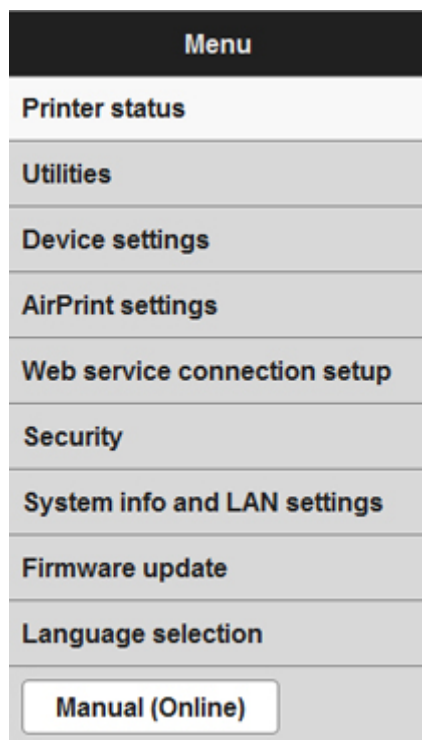 Menu
Printer status
Utilities
Device settings
AirPrint settings
Web service connection setup
Security
System info and LAN settings
Firmware update
Language selection
Manual (Online)